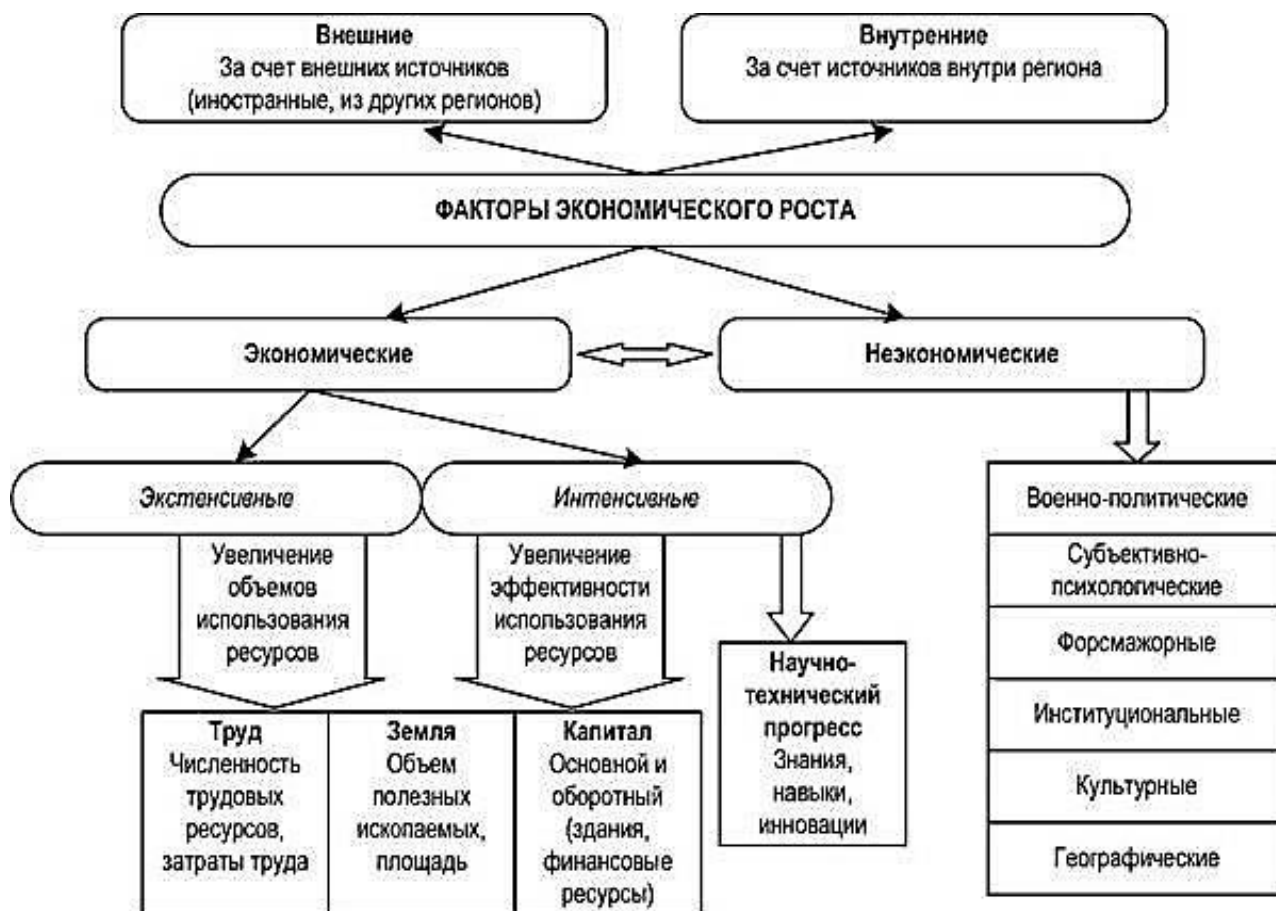 Внешние
За счет внешних источников
(иностранные, из других регионов)
Внутренние
За счет источников внутри региона
ФАКТОРЫ ЭКОНОМИЧЕСКОГО РОСТА
Экономические
Неэкономические
Экстенсивные
Интенсивные
Увеличение
объемов
использования
ресурсов
Увеличение
эффективности
использования
ресурсов
Труд
Численность
трудовых
ресурсов,
затраты труда
Земля
Объем
полезных
ископаемых,
площадь
Капитал
Основной и
оборотный
(здания,
финансовые
ресурсы)
Научно-
технический
прогресс
Знания,
навыки,
инновации
Военно-политические
Субъективно-
психологические
Форсмажорные
Институциональные
Культурные
Географические